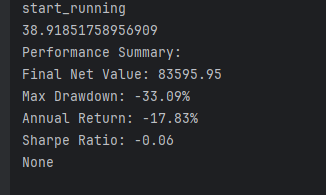 start_running
38.91851758956909
Performance Summary:
Final Net Value: 83595.95
Max Drawdown: -33.09%
Annual Return: -17.83%
Sharpe Ratio: -0.06
None